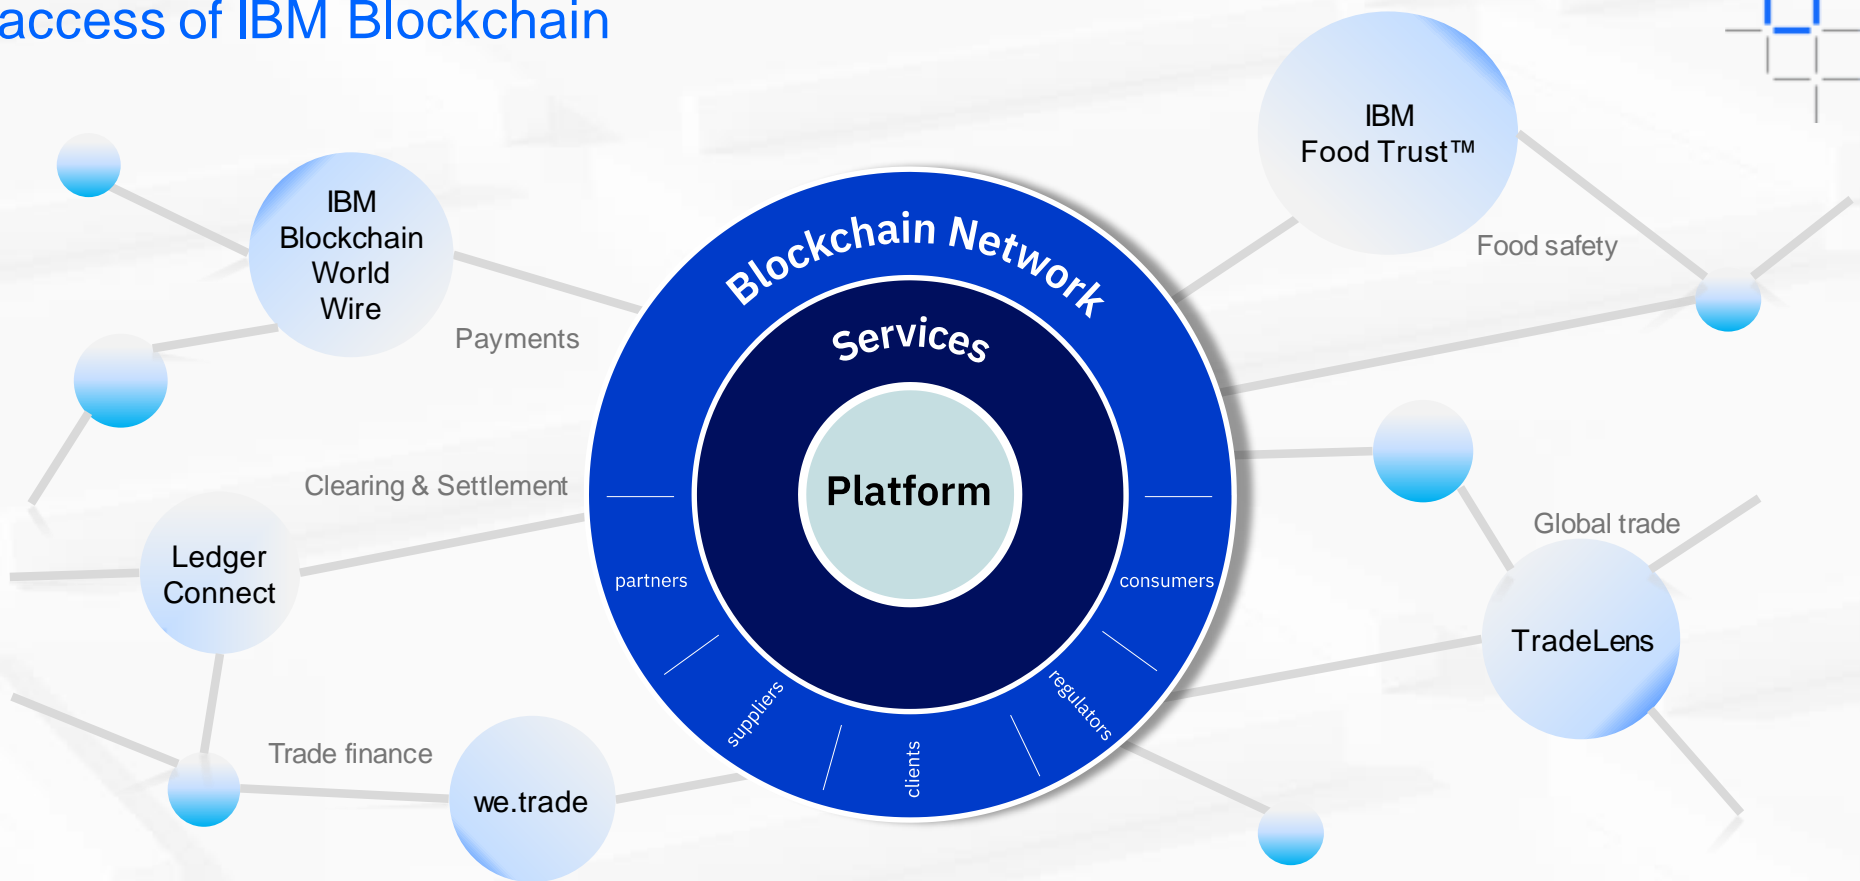 access of IBM Blockchain
IBM
Food Trust™
Food safety
IBM
Blockchain
World
Wire
Payments
Blockchain Network
Services
Platform
Clearing & Settlement
Ledger
Connect
partners
suppliers
clients
regulators
consumers
Global trade
TradeLens
Trade finance
we.trade